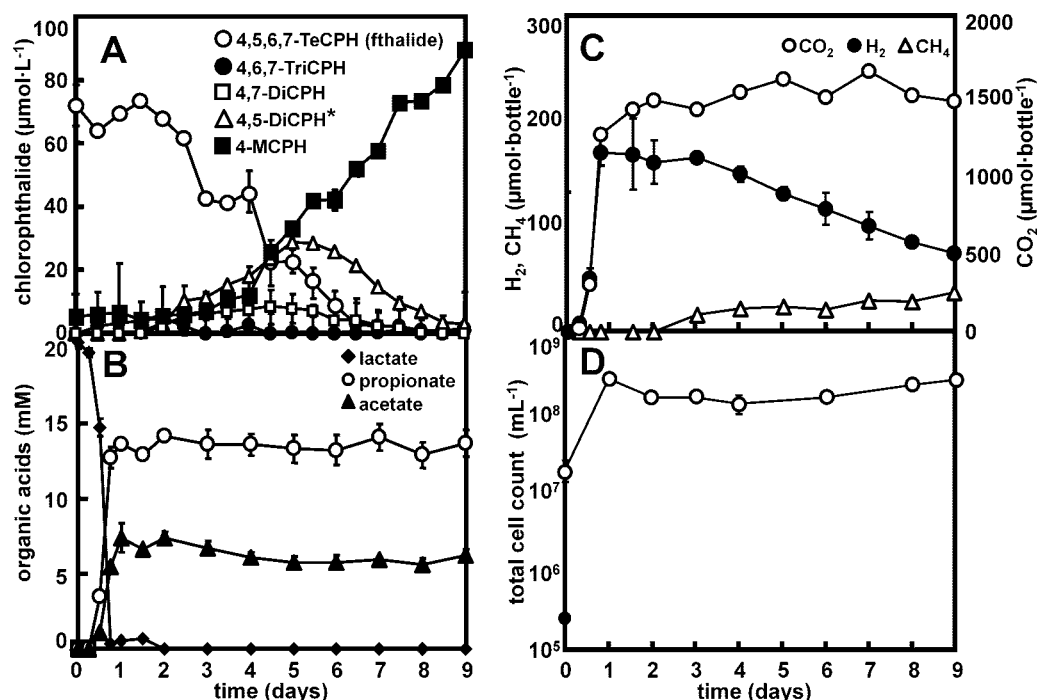 A
100
80
60
40
20
0
chlorophthalide (µmol·L⁻¹)
4,5,6,7-TeCPH (fthalide)
4,6,7-TriCPH
4,7-DiCPH
4,5-DiCPH*
4-MCPH
B
20
15
10
5
0
organic acids (mM)
lactate
propionate
acetate
0 1 2 3 4 5 6 7 8 9
time (days)
C
300
200
100
0
H₂, CH₄ (µmol·bottle⁻¹)
CO₂ H₂ CH₄
2000
1500
1000
500
0
CO₂ (µmol·bottle⁻¹)
D
10⁹
10⁸
10⁷
10⁶
10⁵
total cell count (mL⁻¹)
0 1 2 3 4 5 6 7 8 9
time (days)